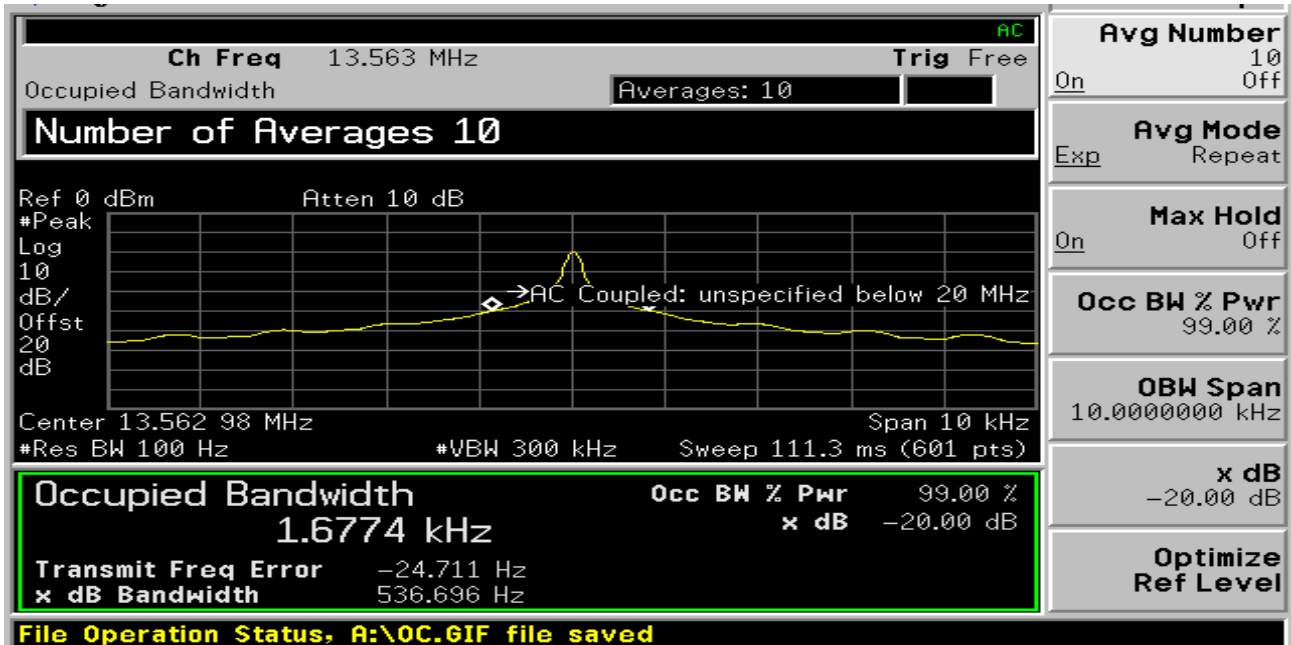 AC
Ch Freq 13.563 MHz Trig Free
Occupied Bandwidth Averages: 10
Number of Averages 10
Ref 0 dBm Atten 10 dB
#Peak
Log
10
dB/
Offst
20
dB
→AC Coupled: unspecified below 20 MHz
Center 13.562 98 MHz Span 10 kHz
#Res BW 100 Hz #VBW 300 kHz Sweep 111.3 ms (601 pts)
Occupied Bandwidth Occ BW % Pwr 99.00 %
1.6774 kHz x dB -20.00 dB
Transmit Freq Error -24.711 Hz
x dB Bandwidth 536.696 Hz
File Operation Status, A:\OC.GIF file saved
Avg Number
10
On Off
Avg Mode
Exp Repeat
Max Hold
On Off
Occ BW % Pwr
99.00 %
OBW Span
10.0000000 kHz
x dB
-20.00 dB
Optimize
Ref Level